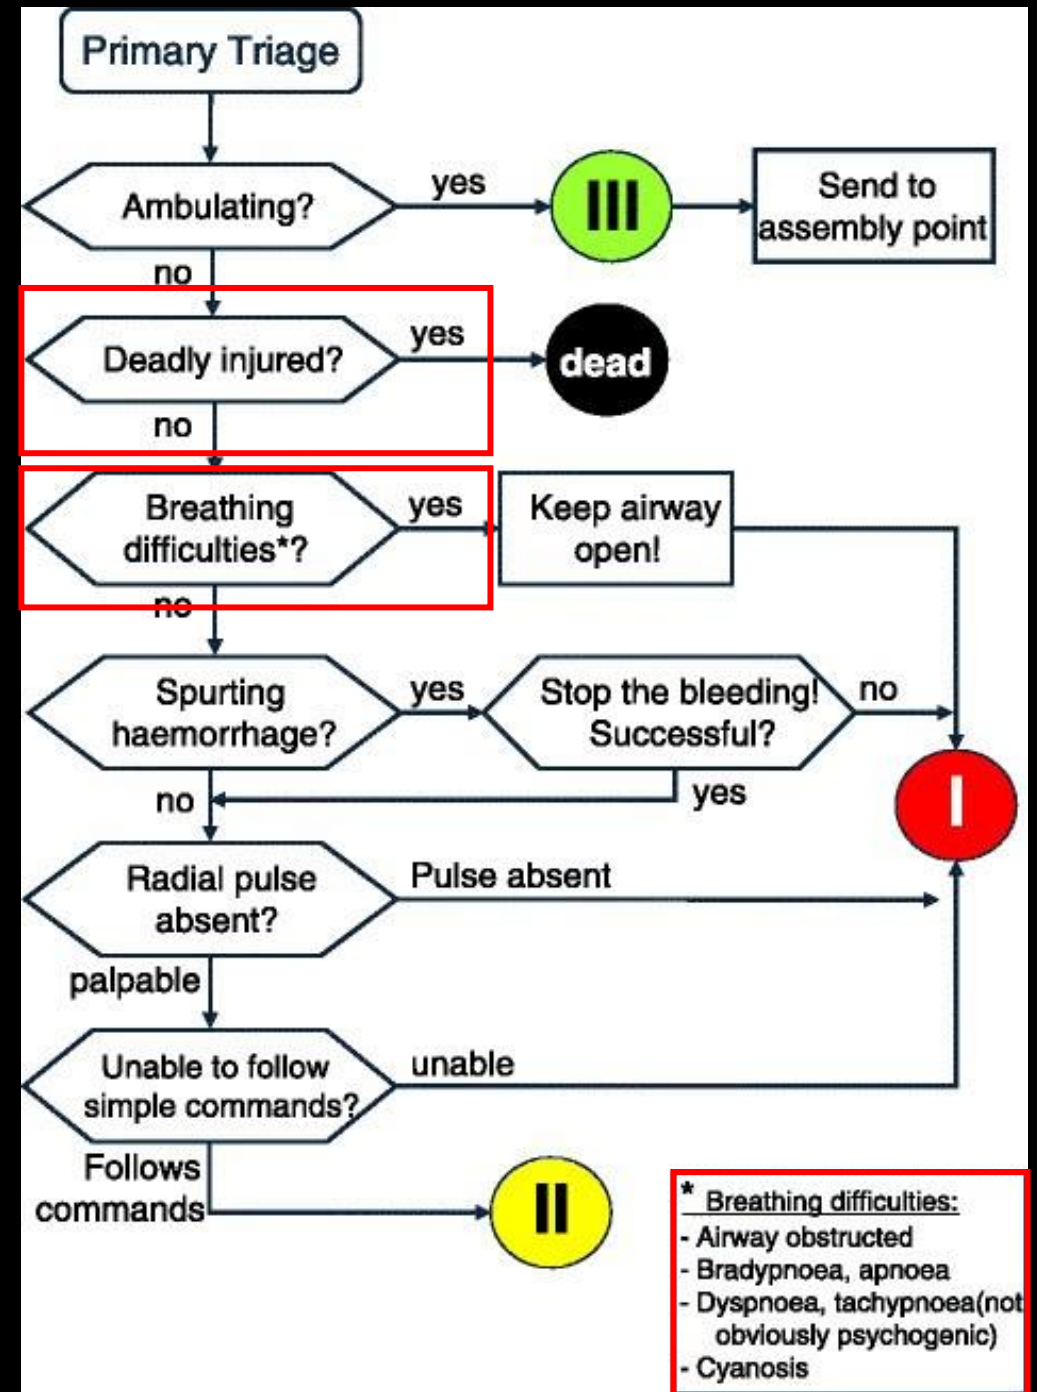 Primary Triage
Ambulating?
yes
III
Send to
assembly point
no
Deadly injured?
yes
dead
no
Breathing
difficulties*?
yes
Keep airway
open!
no
Spurting
haemorrhage?
yes
Stop the bleeding!
Successful?
no
yes
no
I
Radial pulse
absent?
Pulse absent
palpable
Unable to follow
simple commands?
unable
Follows
commands
II
* Breathing difficulties:
- Airway obstructed
- Bradypnoea, apnoea
- Dyspnoea, tachypnoea(not
obviously psychogenic)
- Cyanosis